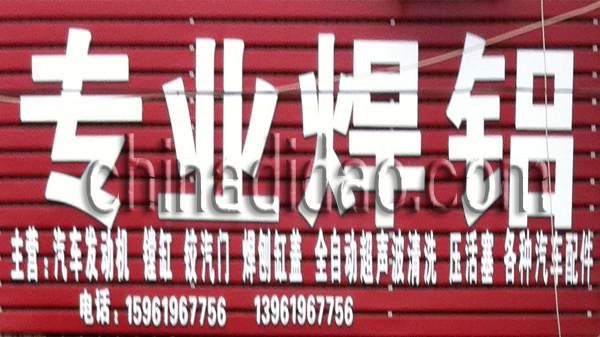 专业焊铝
chinadidao.com
主营：汽车发动机 镗缸 铰汽门 焊刨缸盖 全自动超声波清洗 压活塞 各种汽车配件
电话：15961967756 13961967756